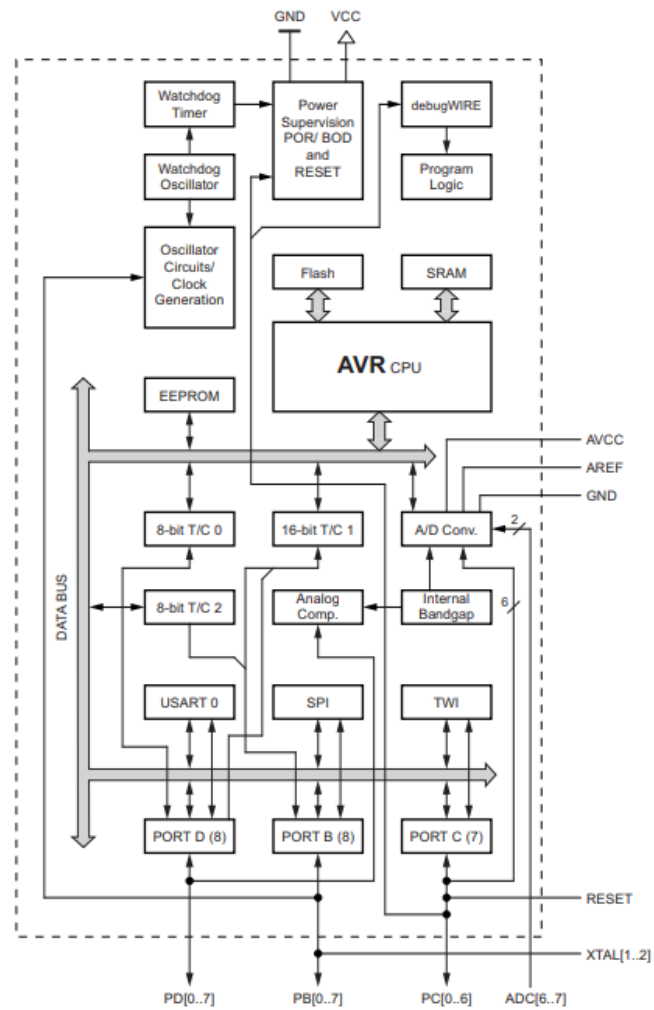 GND VCC
Watchdog
Timer
Power
Supervision
POR/ BOD
and
RESET
debugWIRE
Watchdog
Oscillator
Program
Logic
Oscillator
Circuits/
Clock
Generation
Flash
SRAM
AVR CPU
EEPROM
AVCC
AREF
GND
8-bit T/C 0
16-bit T/C 1
A/D Conv.
2
DATA BUS
8-bit T/C 2
Analog
Comp.
Internal
Bandgap
6
USART 0
SPI
TWI
PORT D (8)
PORT B (8)
PORT C (7)
RESET
XTAL[1..2]
PD[0..7]
PB[0..7]
PC[0..6]
ADC[6..7]